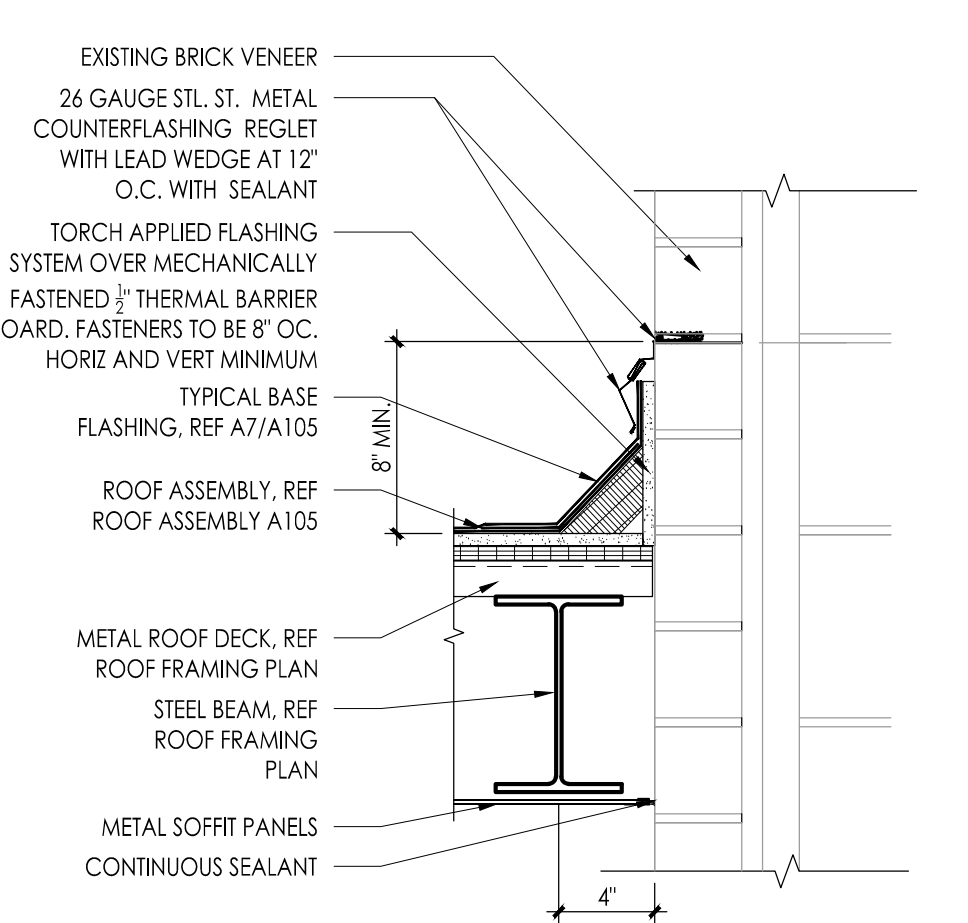 EXISTING BRICK VENEER
26 GAUGE STL. ST. METAL
COUNTERFLASHING REGLET
WITH LEAD WEDGE AT 12"
O.C. WITH SEALANT
TORCH APPLIED FLASHING
SYSTEM OVER MECHANICALLY
FASTENED 1/2" THERMAL BARRIER
OARD. FASTENERS TO BE 8" OC.
HORIZ AND VERT MINIMUM
TYPICAL BASE
FLASHING, REF A7/A105
8" MIN.
ROOF ASSEMBLY, REF
ROOF ASSEMBLY A105
METAL ROOF DECK, REF
ROOF FRAMING PLAN
STEEL BEAM, REF
ROOF FRAMING
PLAN
METAL SOFFIT PANELS
CONTINUOUS SEALANT
4"